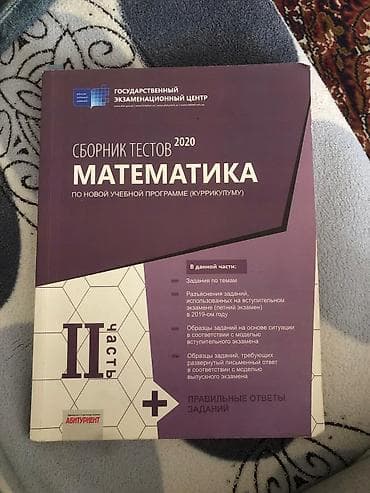 ГОСУДАРСТВЕННЫЙ
ЭКЗАМЕНАЦИОННЫЙ ЦЕНТР
СБОРНИК ТЕСТОВ 2020
МАТЕМАТИКА
ПО НОВОЙ УЧЕБНОЙ ПРОГРАММЕ (КУРРИКУЛУМУ)
В данной части:
Задания по темам
Разъяснения заданий,
использованных на вступительном
экзамене (летний экзамен)
в 2019-ом году
Образцы заданий на основе ситуации
в соответствии с моделью
вступительного экзамена
Образцы заданий, требующих
развернутый письменный ответ
в соответствии с моделью
выпускного экзамена
II
часть
+ ПРАВИЛЬНЫЕ ОТВЕТЫ
ЗАДАНИЙ
АБИТУРИЕНТ